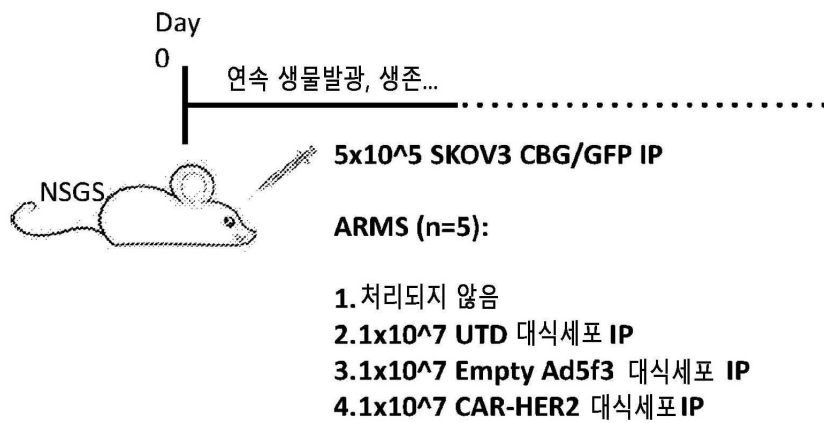 Day
0
연속 생물발광, 생존...
5x10^5 SKOV3 CBG/GFP IP
NSGS
ARMS (n=5):
1. 처리되지 않음
2.1x10^7 UTD 대식세포 IP
3.1x10^7 Empty Ad5f3 대식세포 IP
4.1x10^7 CAR-HER2 대식세포 IP